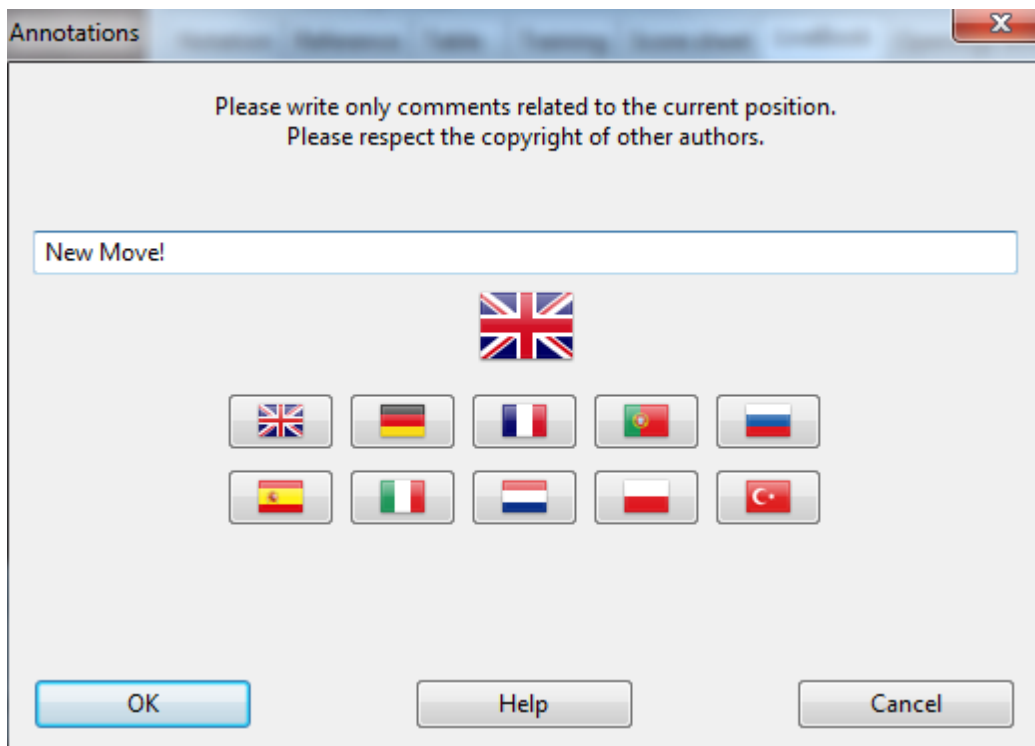 Annotations
Please write only comments related to the current position.
Please respect the copyright of other authors.
New Move!
OK Help Cancel